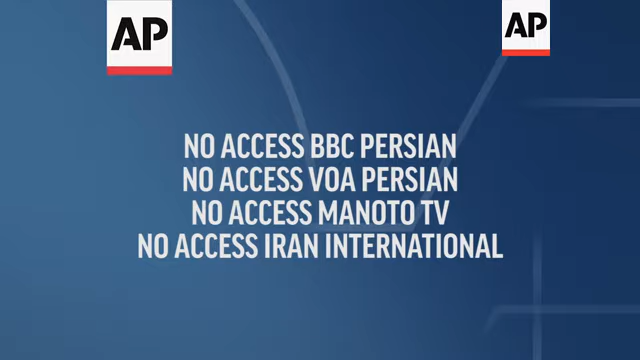 AP
AP
NO ACCESS BBC PERSIAN
NO ACCESS VOA PERSIAN
NO ACCESS MANOTO TV
NO ACCESS IRAN INTERNATIONAL